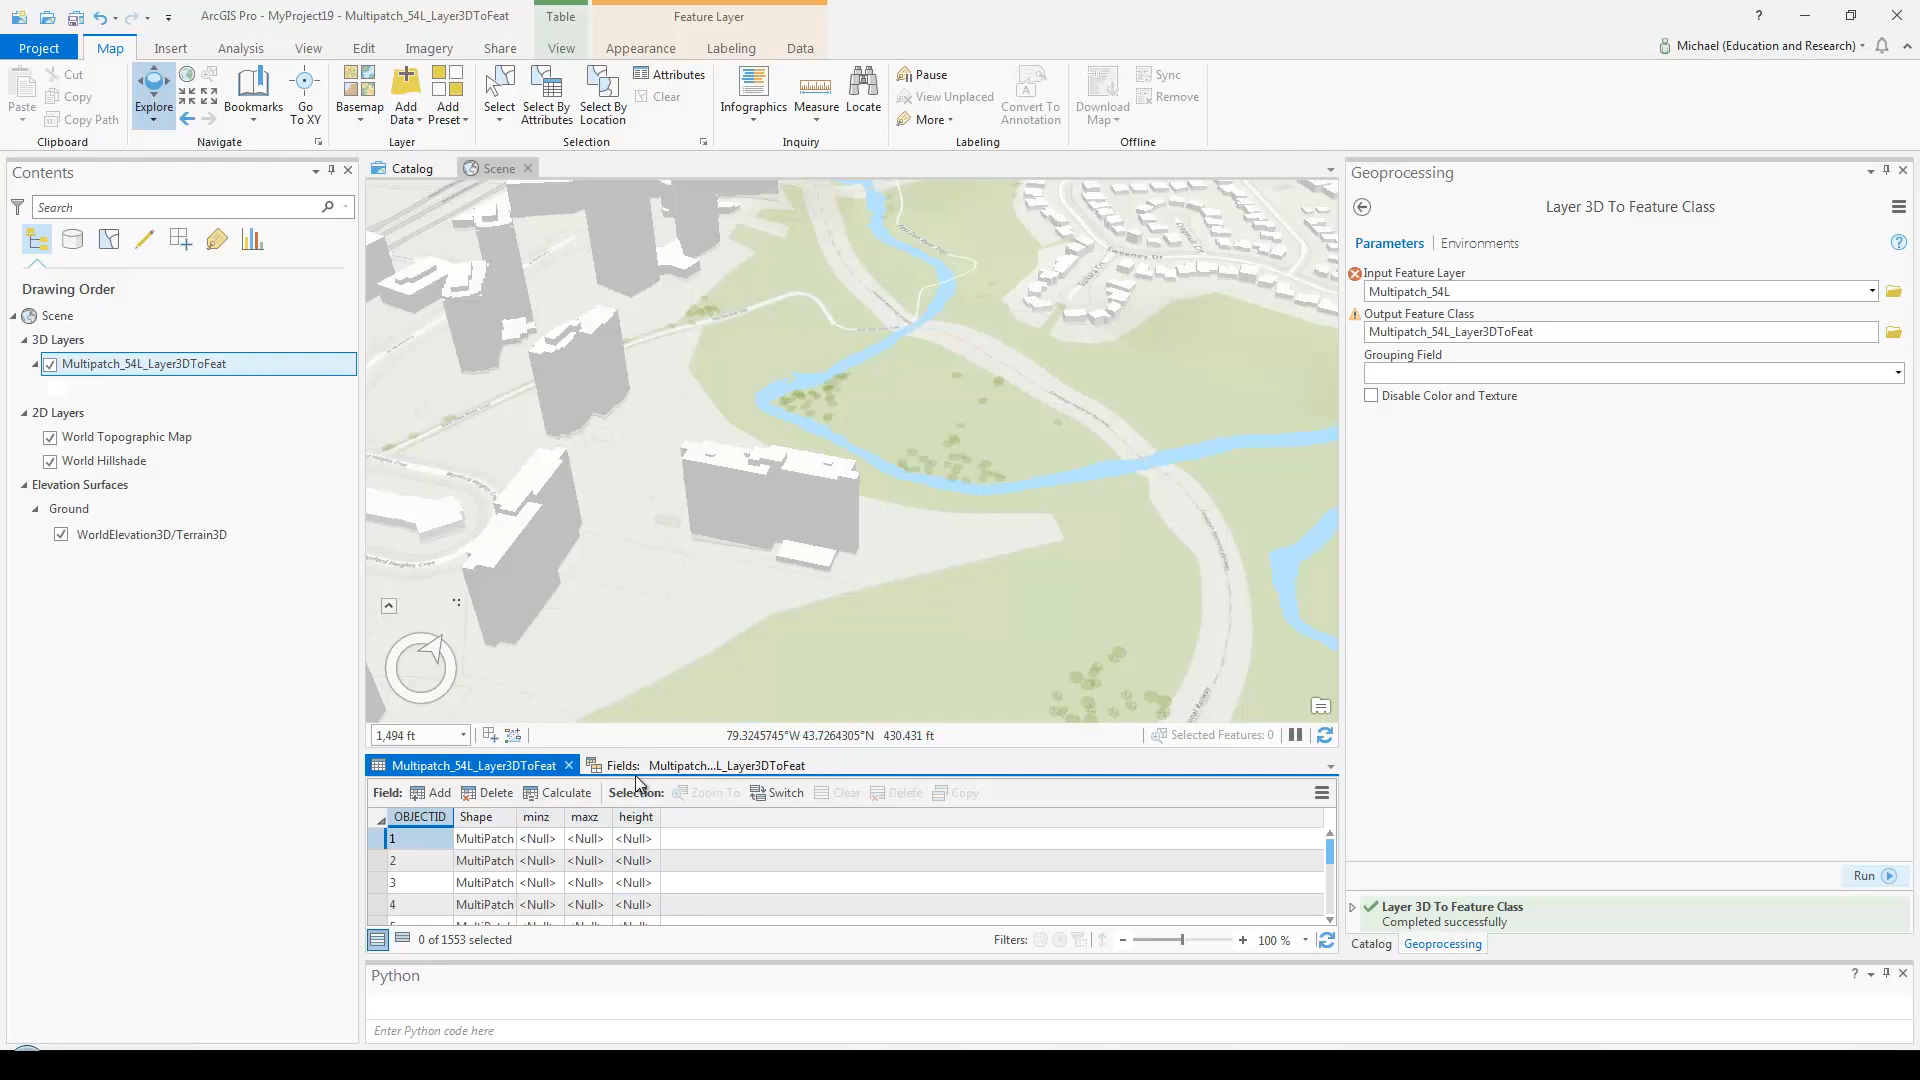 ArcGIS Pro - MyProject19 - Multipatch_54L_Layer3DToFeat
Table
Feature Layer
?
Project
Map
Insert
Analysis
View
Edit
Imagery
Share
View
Appearance
Labeling
Data
Michael (Education and Research)
Paste
Cut
Copy
Copy Path
Clipboard
Explore
Bookmarks
Go
To XY
Navigate
Basemap
Add
Data
Add
Preset
Layer
Select
Select By
Attributes
Select By
Location
Attributes
Clear
Selection
Infographics
Measure
Locate
Inquiry
Pause
View Unplaced
More
Convert To
Annotation
Labeling
Download
Map
Sync
Remove
Offline
Contents
Search
Drawing Order
Scene
3D Layers
Multipatch_54L_Layer3DToFeat
2D Layers
World Topographic Map
World Hillshade
Elevation Surfaces
Ground
WorldElevation3D/Terrain3D
Catalog
Scene
Sweeney Dr
1,494 ft
79.3245745°W 43.7264305°N 430.431 ft
Selected Features: 0
Multipatch_54L_Layer3DToFeat
Fields: Multipatch...L_Layer3DToFeat
Field:
Add
Delete
Calculate
Selection:
Zoom To
Switch
Clear
Delete
Copy
OBJECTID Shape minz maxz height
1 MultiPatch <Null> <Null> <Null>
2 MultiPatch <Null> <Null> <Null>
3 MultiPatch <Null> <Null> <Null>
4 MultiPatch <Null> <Null> <Null>
0 of 1553 selected
Filters:
100 %
Python
?
Enter Python code here
Geoprocessing
Layer 3D To Feature Class
Parameters
Environments
?
Input Feature Layer
Multipatch_54L
Output Feature Class
Multipatch_54L_Layer3DToFeat
Grouping Field
Disable Color and Texture
Run
Layer 3D To Feature Class
Completed successfully
Catalog
Geoprocessing